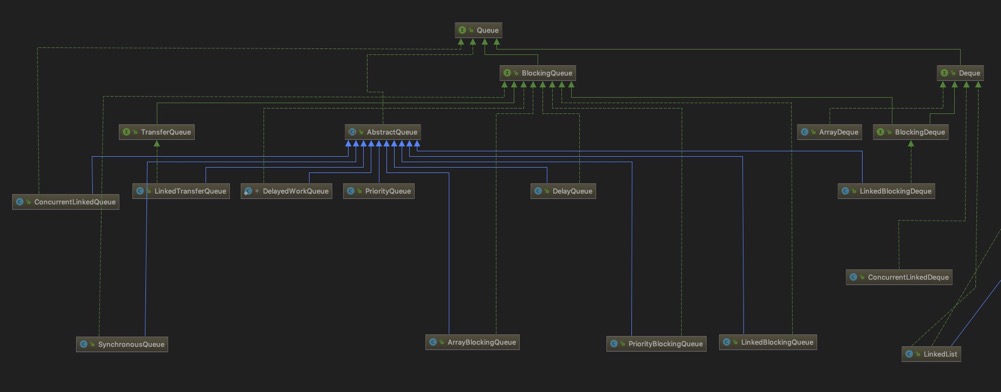 Queue
BlockingQueue
Deque
TransferQueue
AbstractQueue
ArrayDeque
BlockingDeque
LinkedTransferQueue
DelayedWorkQueue
PriorityQueue
DelayQueue
LinkedBlockingDeque
ConcurrentLinkedQueue
ConcurrentLinkedDeque
SynchronousQueue
ArrayBlockingQueue
PriorityBlockingQueue
LinkedBlockingQueue
LinkedList